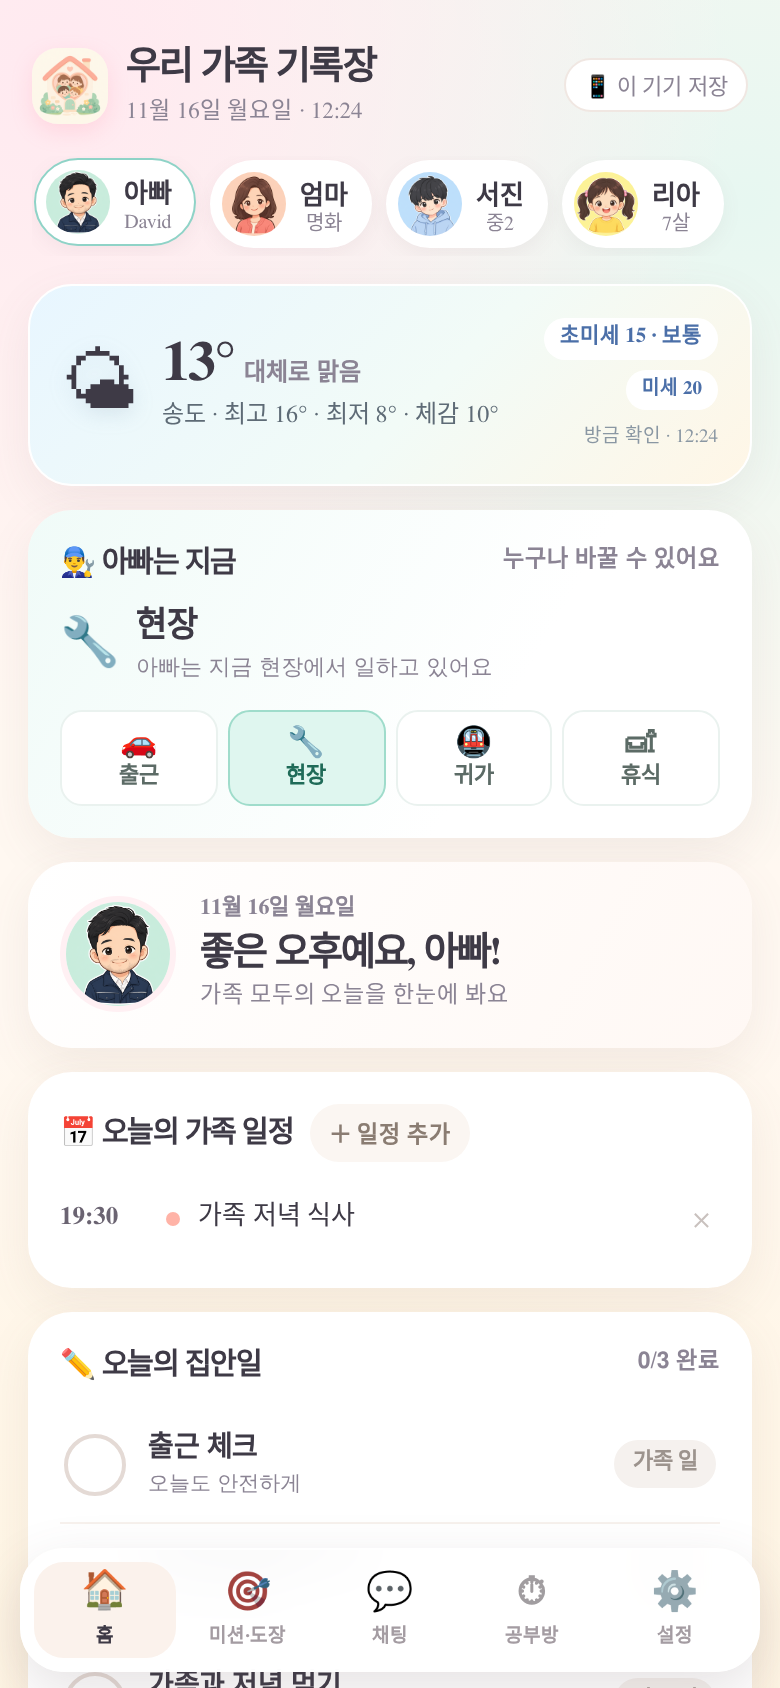 우리 가족 기록장
11월 16일 월요일 · 12:24
📱 이 기기 저장
아빠
David
엄마
명화
서진
중2
리아
7살
13° 대체로 맑음
송도 · 최고 16° · 최저 8° · 체감 10°
초미세 15 · 보통
미세 20
방금 확인 · 12:24
👨‍🔧 아빠는 지금
누구나 바꿀 수 있어요
현장
아빠는 지금 현장에서 일하고 있어요
출근
현장
귀가
휴식
11월 16일 월요일
좋은 오후예요, 아빠!
가족 모두의 오늘을 한눈에 봐요
📅 오늘의 가족 일정
+ 일정 추가
19:30 가족 저녁 식사 ×
✏️ 오늘의 집안일
0/3 완료
출근 체크
오늘도 안전하게
가족 일
홈
미션·도장
채팅
공부방
설정
가족과 저녁 먹기